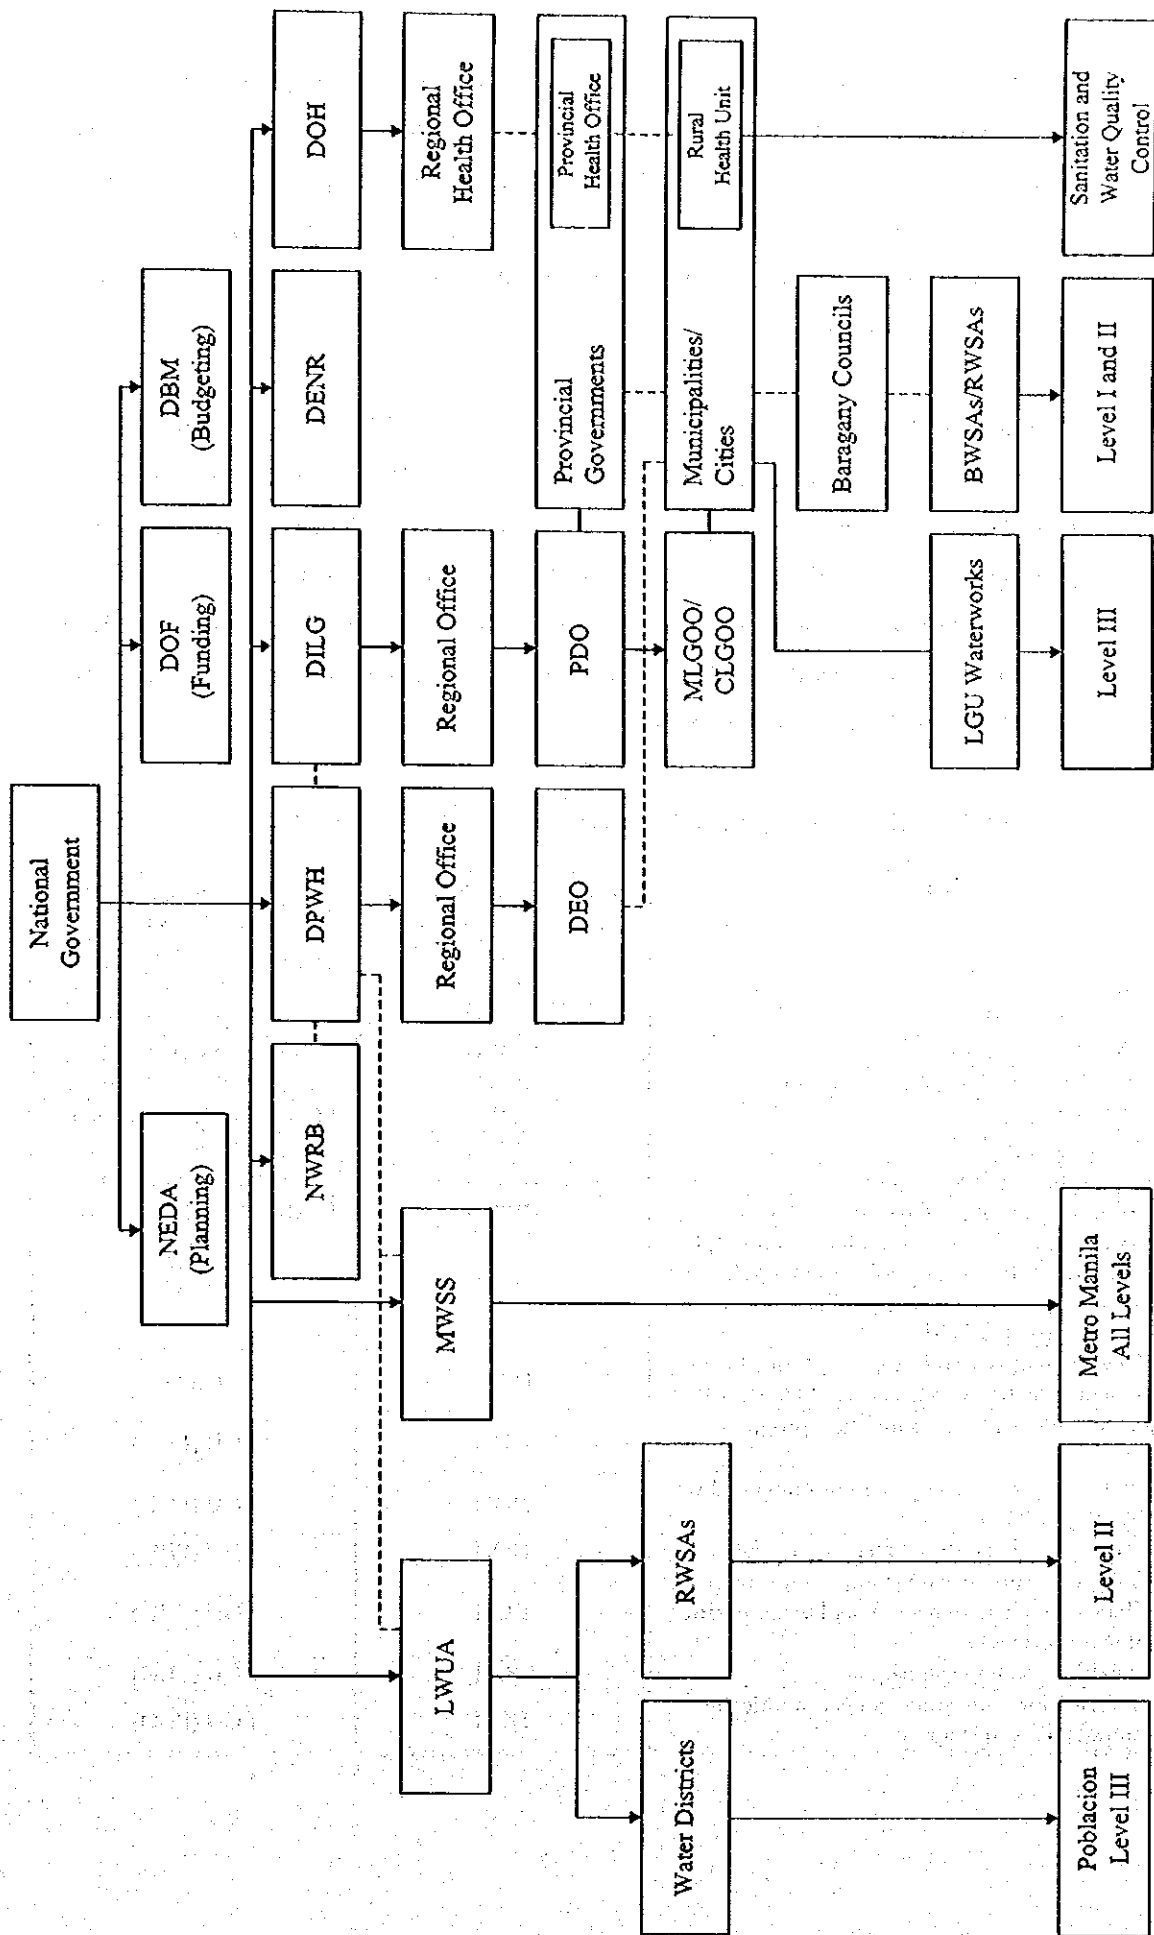 National
Government
NEDA
(Planning)
DOF
(Funding)
DBM
(Budgeting)
NWRB
DPWH
DILG
DENR
DOH
LWUA
MWSS
Regional Office
Regional Office
Regional
Health Office
DEO
PDO
Provincial
Governments
Provincial
Health Office
Water Districts
RWSAs
MLGOO/
CLGOO
Municipalities/
Cities
Rural
Health Unit
Baragany Councils
LGU Waterworks
BWSAs/RWSAs
Poblacion
Level III
Level II
Metro Manila
All Levels
Level III
Level I and II
Sanitation and
Water Quality
Control